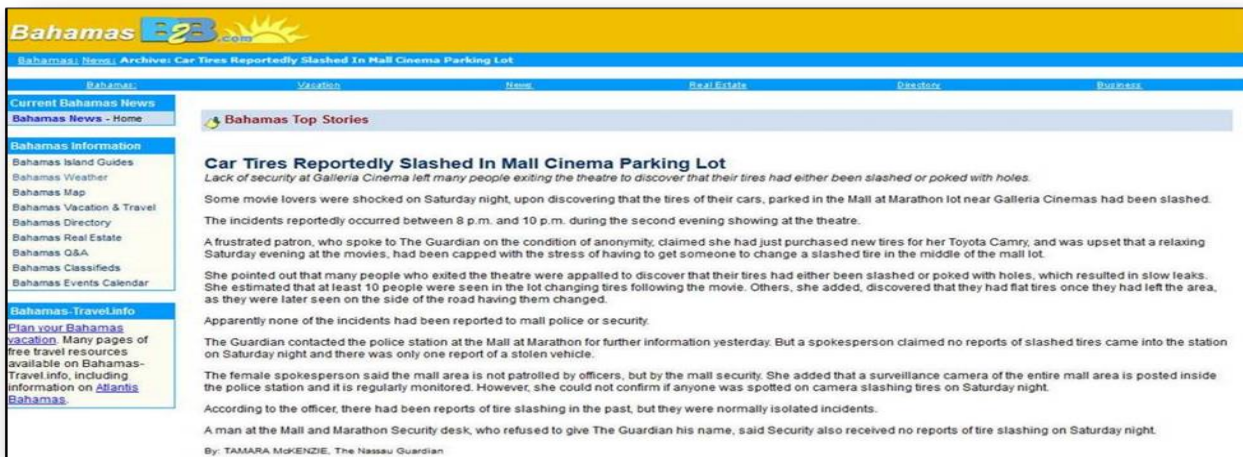 Bahamas B2B.com
Bahamas: News: Archive: Car Tires Reportedly Slashed In Mall Cinema Parking Lot
Bahamas: Vacation News Real Estate Directory Business
Current Bahamas News
Bahamas News - Home
Bahamas Information
Bahamas Island Guides
Bahamas Weather
Bahamas Map
Bahamas Vacation & Travel
Bahamas Directory
Bahamas Real Estate
Bahamas Q&A
Bahamas Classifieds
Bahamas Events Calendar
Bahamas-Travel.info
Plan your Bahamas
vacation. Many pages of
free travel resources
available on Bahamas-
Travel.info, including
information on Atlantis
Bahamas.
Bahamas Top Stories
Car Tires Reportedly Slashed In Mall Cinema Parking Lot
Lack of security at Galleria Cinema left many people exiting the theatre to discover that their tires had either been slashed or poked with holes.
Some movie lovers were shocked on Saturday night, upon discovering that the tires of their cars, parked in the Mall at Marathon lot near Galleria Cinemas had been slashed.
The incidents reportedly occurred between 8 p.m. and 10 p.m. during the second evening showing at the theatre.
A frustrated patron, who spoke to The Guardian on the condition of anonymity, claimed she had just purchased new tires for her Toyota Camry, and was upset that a relaxing
Saturday evening at the movies, had been capped with the stress of having to get someone to change a slashed tire in the middle of the mall lot.
She pointed out that many people who exited the theatre were appalled to discover that their tires had either been slashed or poked with holes, which resulted in slow leaks.
She estimated that at least 10 people were seen in the lot changing tires following the movie. Others, she added, discovered that they had flat tires once they had left the area,
as they were later seen on the side of the road having them changed.
Apparently none of the incidents had been reported to mall police or security.
The Guardian contacted the police station at the Mall at Marathon for further information yesterday. But a spokesperson claimed no reports of slashed tires came into the station
on Saturday night and there was only one report of a stolen vehicle.
The female spokesperson said the mall area is not patrolled by officers, but by the mall security. She added that a surveillance camera of the entire mall area is posted inside
the police station and it is regularly monitored. However, she could not confirm if anyone was spotted on camera slashing tires on Saturday night.
According to the officer, there had been reports of tire slashing in the past, but they were normally isolated incidents.
A man at the Mall and Marathon Security desk, who refused to give The Guardian his name, said Security also received no reports of tire slashing on Saturday night.
By: TAMARA McKENZIE, The Nassau Guardian